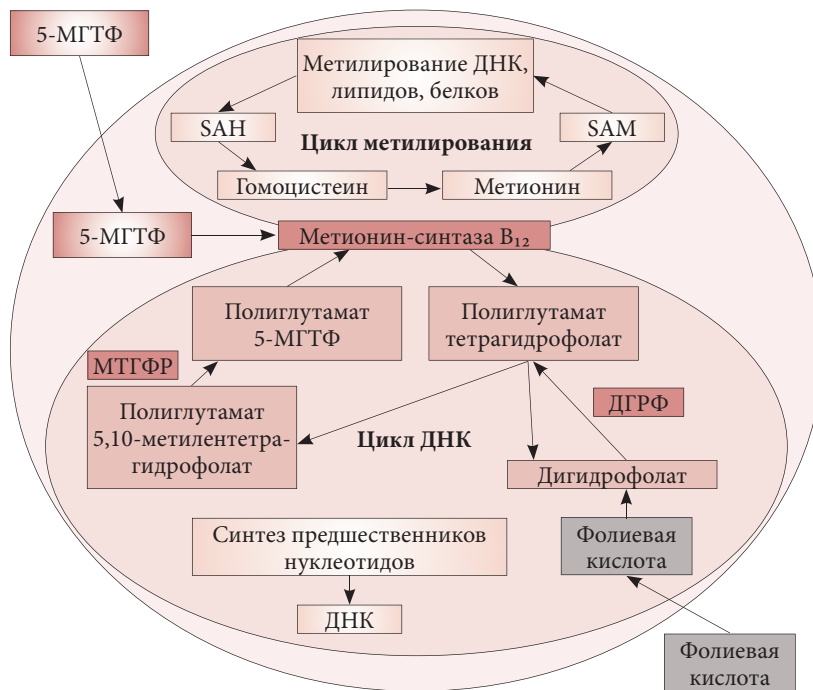 5-МГТФ
Метилирование ДНК,
липидов, белков
SAH
SAM
Цикл метилирования
Гомоцистеин
Метионин
5-МГТФ
Метионин-синтаза B₁₂
Полиглутамат
5-МГТФ
Полиглутамат
тетрагидрофолат
МТГФР
ДГРФ
Полиглутамат
5,10-метилентетра-
гидрофолат
Цикл ДНК
Дигидрофолат
Синтез предшественников
нуклеотидов
Фолиевая
кислота
ДНК
Фолиевая
кислота